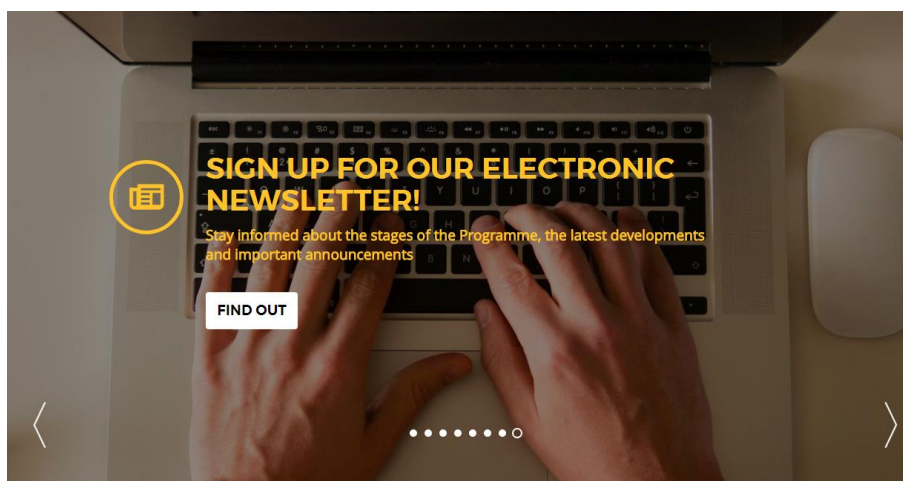 SIGN UP FOR OUR ELECTRONIC
NEWSLETTER!
Stay informed about the stages of the Programme, the latest developments
and important announcements
FIND OUT